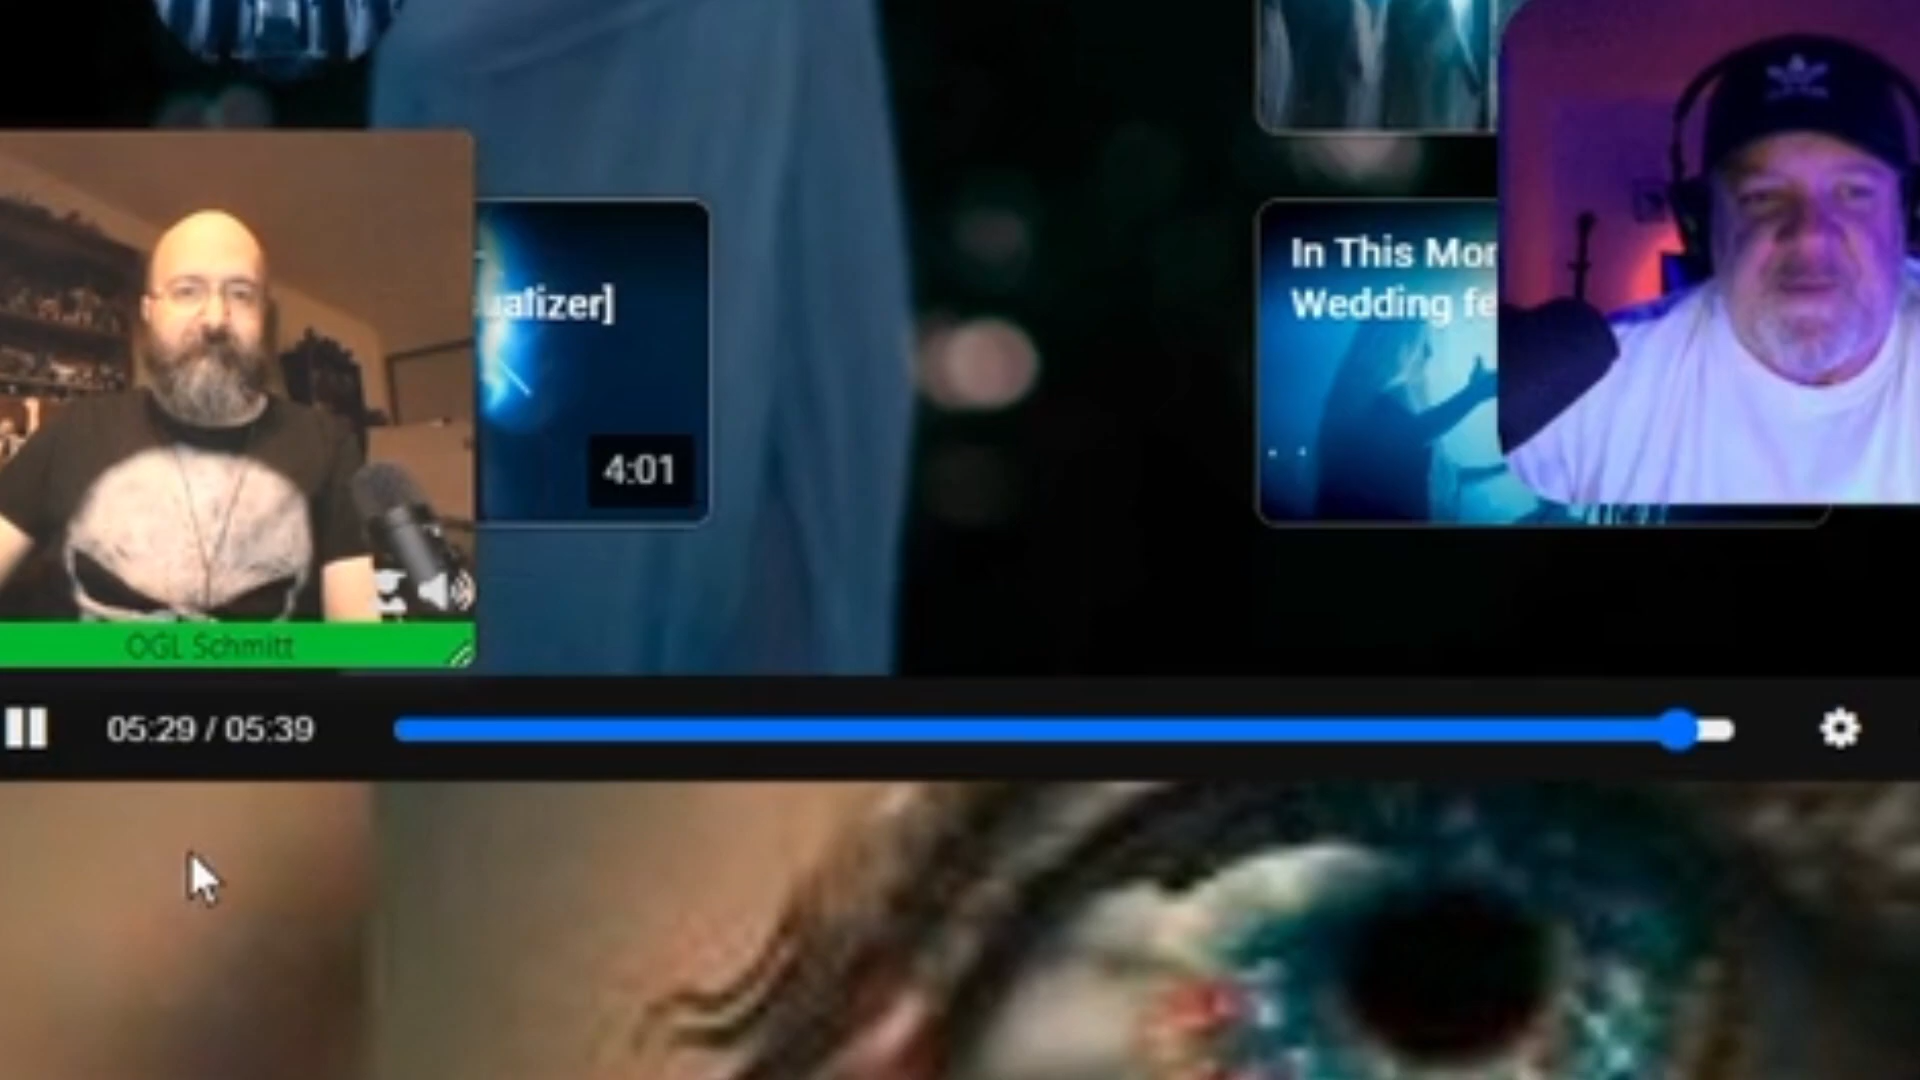 ualizer]
4:01
In This Mor
Wedding fe
OGL Schmitt
05:29 / 05:39